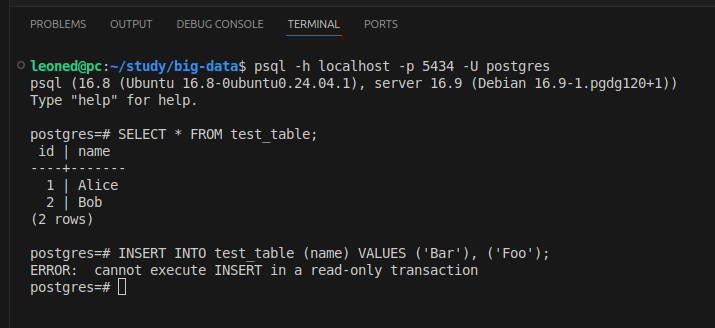 PROBLEMS OUTPUT DEBUG CONSOLE TERMINAL PORTS
leoned@pc:~/study/big-data$ psql -h localhost -p 5434 -U postgres
psql (16.8 (Ubuntu 16.8-0ubuntu0.24.04.1), server 16.9 (Debian 16.9-1.pgdg120+1))
Type "help" for help.
postgres=# SELECT * FROM test_table;
 id | name
----+-------
  1 | Alice
  2 | Bob
(2 rows)
postgres=# INSERT INTO test_table (name) VALUES ('Bar'), ('Foo');
ERROR:  cannot execute INSERT in a read-only transaction
postgres=#